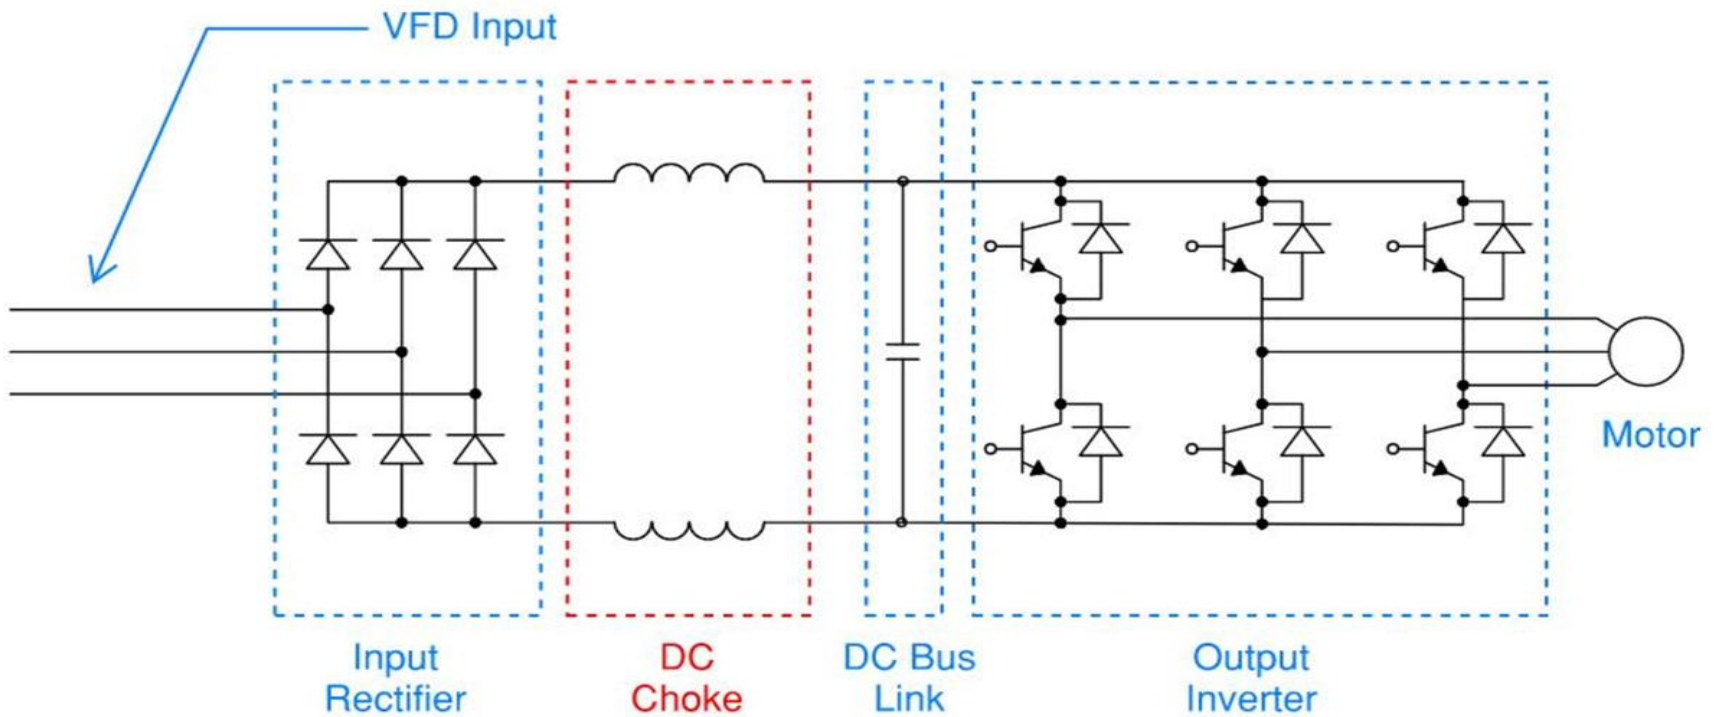 VFD Input
Input
Rectifier
DC
Choke
DC Bus
Link
Output
Inverter
Motor